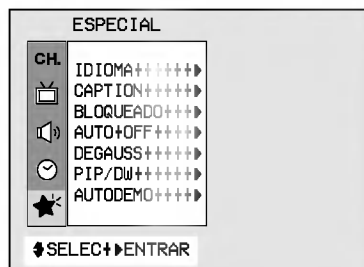 ESPECIAL
CH.
IDIOMA++++++▶
CAPTION+++++▶
BLOQUEADO+++▶
AUTO+OFF++++▶
DEGAUSS+++++▶
PIP/DW++++++▶
AUTODEMO++++▶
◆SELEC+▶ENTRAR